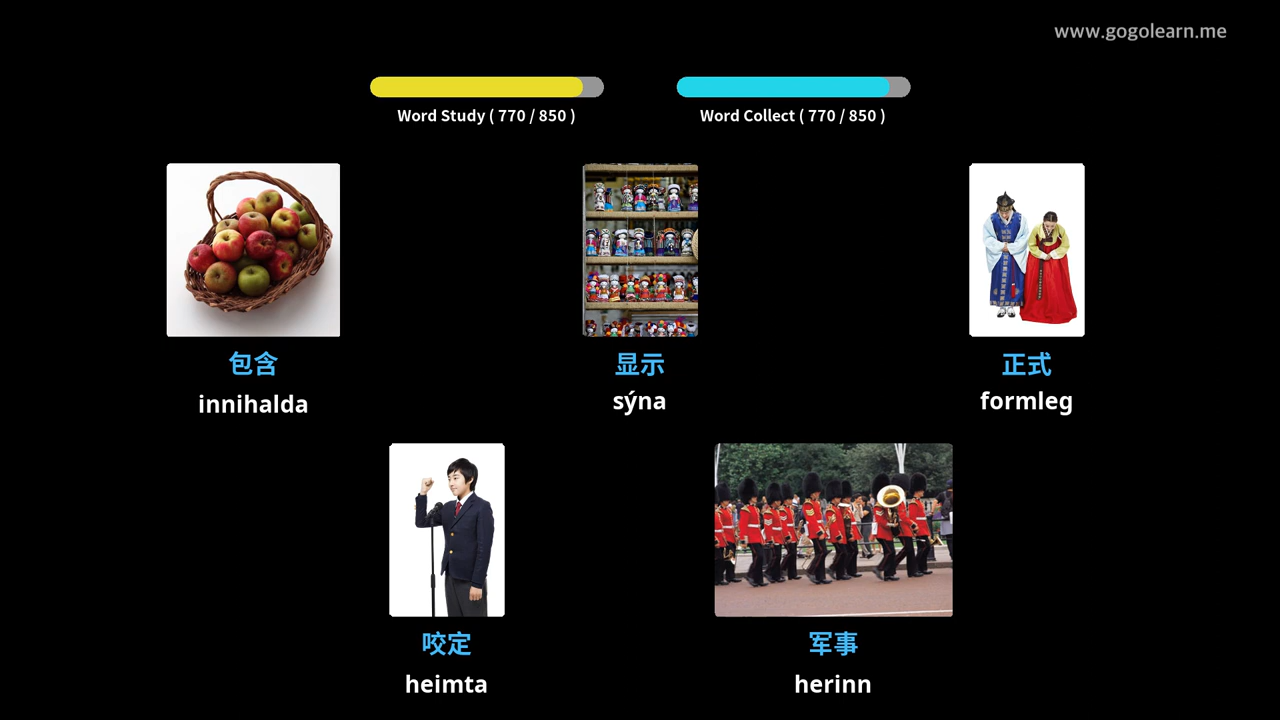 www.gogolearn.me
Word Study ( 770 / 850 )
Word Collect ( 770 / 850 )
包含
innihalda
显示
sýna
正式
formleg
咬定
heimta
军事
herinn